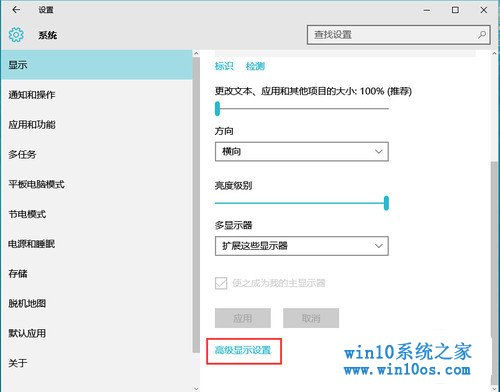 设置
系统
查找设置
显示
通知和操作
应用和功能
多任务
平板电脑模式
节电模式
电源和睡眠
存储
脱机地图
默认应用
关于
标识 检测
更改文本、应用和其他项目的大小: 100% (推荐)
方向
横向
亮度级别
多显示器
扩展这些显示器
使之成为我的主显示器
应用 取消
高级显示设置
win10系统之家
www.win10os.com